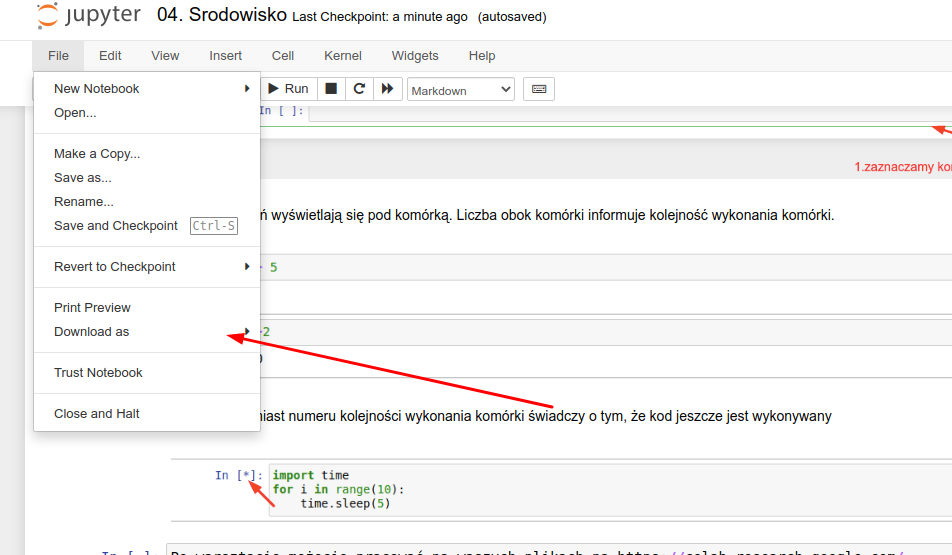 jupyter 04. Srodowisko Last Checkpoint: a minute ago (autosaved)
File Edit View Insert Cell Kernel Widgets Help
New Notebook
Run
Markdown
In [ ]:
Open...
Make a Copy...
1.zaznaczamy
Save as...
Rename...
wyświetlają się pod komórką. Liczba obok komórki informuje kolejność wykonania komórki.
Save and Checkpoint Ctrl-S
Revert to Checkpoint
5
Print Preview
Download as
2
Trust Notebook
Close and Halt
numeru kolejności wykonania komórki świadczy o tym, że kod jeszcze jest wykonywany
In [*]: import time
for i in range(10):
time.sleep(5)